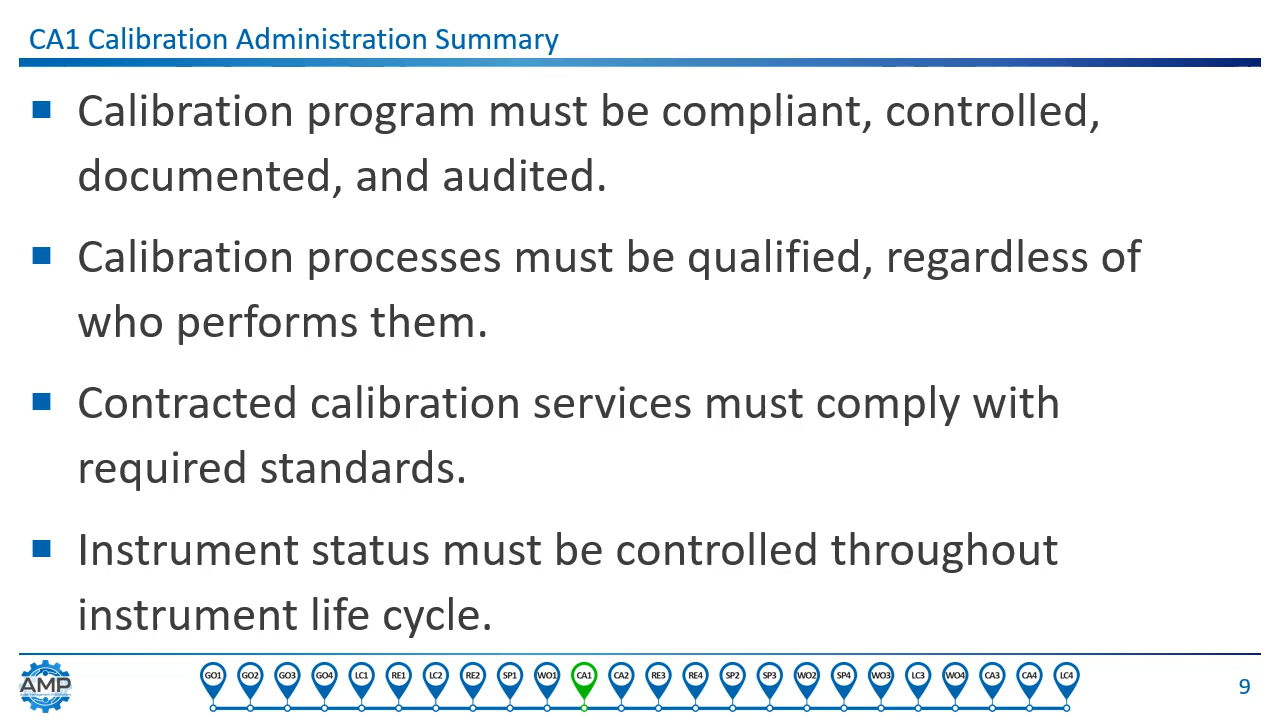 CA1 Calibration Administration Summary
Calibration program must be compliant, controlled,
documented, and audited.
Calibration processes must be qualified, regardless of
who performs them.
Contracted calibration services must comply with
required standards.
Instrument status must be controlled throughout
instrument life cycle.
AMP
GO1 GO2 GO3 GO4 LC1 RE1 LC2 RE2 SP1 WO1 CA1 CA2 RE3 RE4 SP2 SP3 WO2 SP4 WO3 LC3 WO4 CA3 CA4 LC4
9